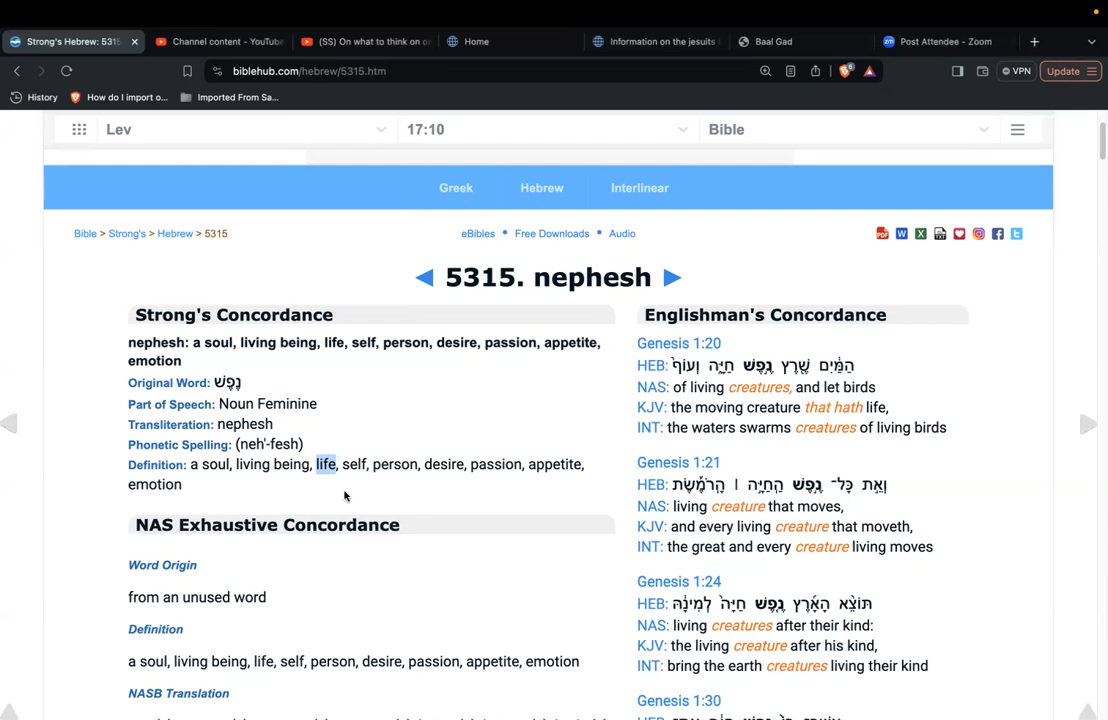 Strong's Hebrew: 5315
Channel content - YouTube
(SS) On what to think on or
Home
Information on the jesuits
Baal Gad
Post Attendee - Zoom
biblehub.com/hebrew/5315.htm
6
VPN
Update
History
How do I import o...
Imported From Sa...
Lev
17:10
Bible
Greek
Hebrew
Interlinear
Bible > Strong's > Hebrew > 5315
eBibles • Free Downloads • Audio
◄ 5315. nephesh ►
Strong's Concordance
nephesh: a soul, living being, life, self, person, desire, passion, appetite,
emotion
Original Word: נֶפֶשׁ
Part of Speech: Noun Feminine
Transliteration: nephesh
Phonetic Spelling: (neh'-fesh)
Definition: a soul, living being, life, self, person, desire, passion, appetite,
emotion
NAS Exhaustive Concordance
Word Origin
from an unused word
Definition
a soul, living being, life, self, person, desire, passion, appetite, emotion
NASB Translation
Englishman's Concordance
Genesis 1:20
HEB: הַמַּ֔יִם שֶׁ֖רֶץ נֶ֣פֶשׁ חַיָּ֑ה וְעוֹף֙
NAS: of living creatures, and let birds
KJV: the moving creature that hath life,
INT: the waters swarms creatures of living birds
Genesis 1:21
HEB: וְאֵ֣ת כָּל־ נֶ֣פֶשׁ הַֽחַיָּ֣ה ׀ הָֽרֹמֶ֡שֶׂת
NAS: living creature that moves,
KJV: and every living creature that moveth,
INT: the great and every creature living moves
Genesis 1:24
HEB: תּוֹצֵ֨א הָאָ֜רֶץ נֶ֤פֶשׁ חַיָּה֙ לְמִינָ֔הּ
NAS: living creatures after their kind:
KJV: the living creature after his kind,
INT: bring the earth creatures living their kind
Genesis 1:30